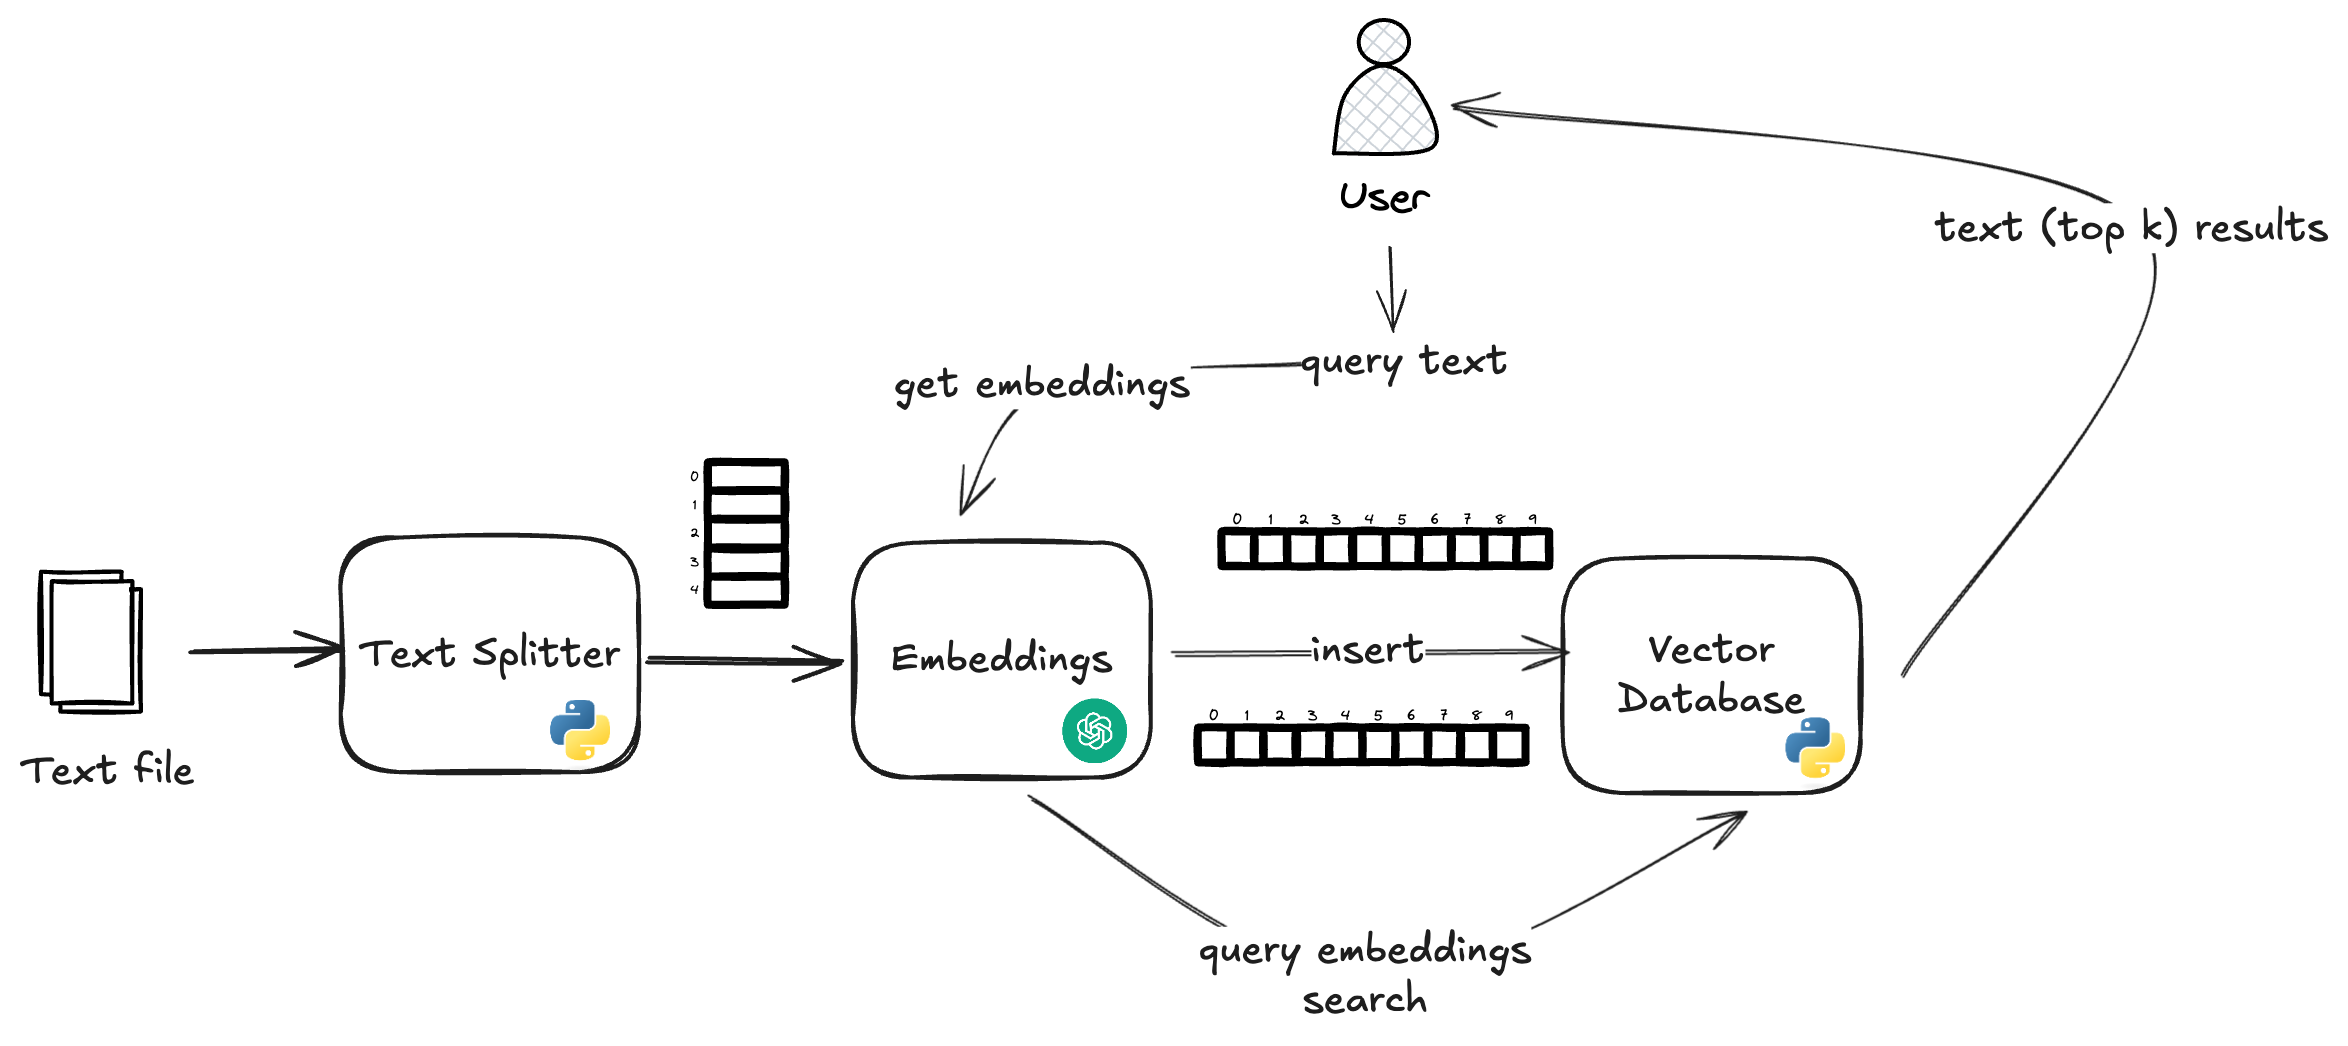 User
text (top k) results
query text
get embeddings
0
1
2
3
4
0 1 2 3 4 5 6 7 8 9
Text Splitter
Embeddings
insert
Vector
Database
0 1 2 3 4 5 6 7 8 9
Text file
query embeddings
search